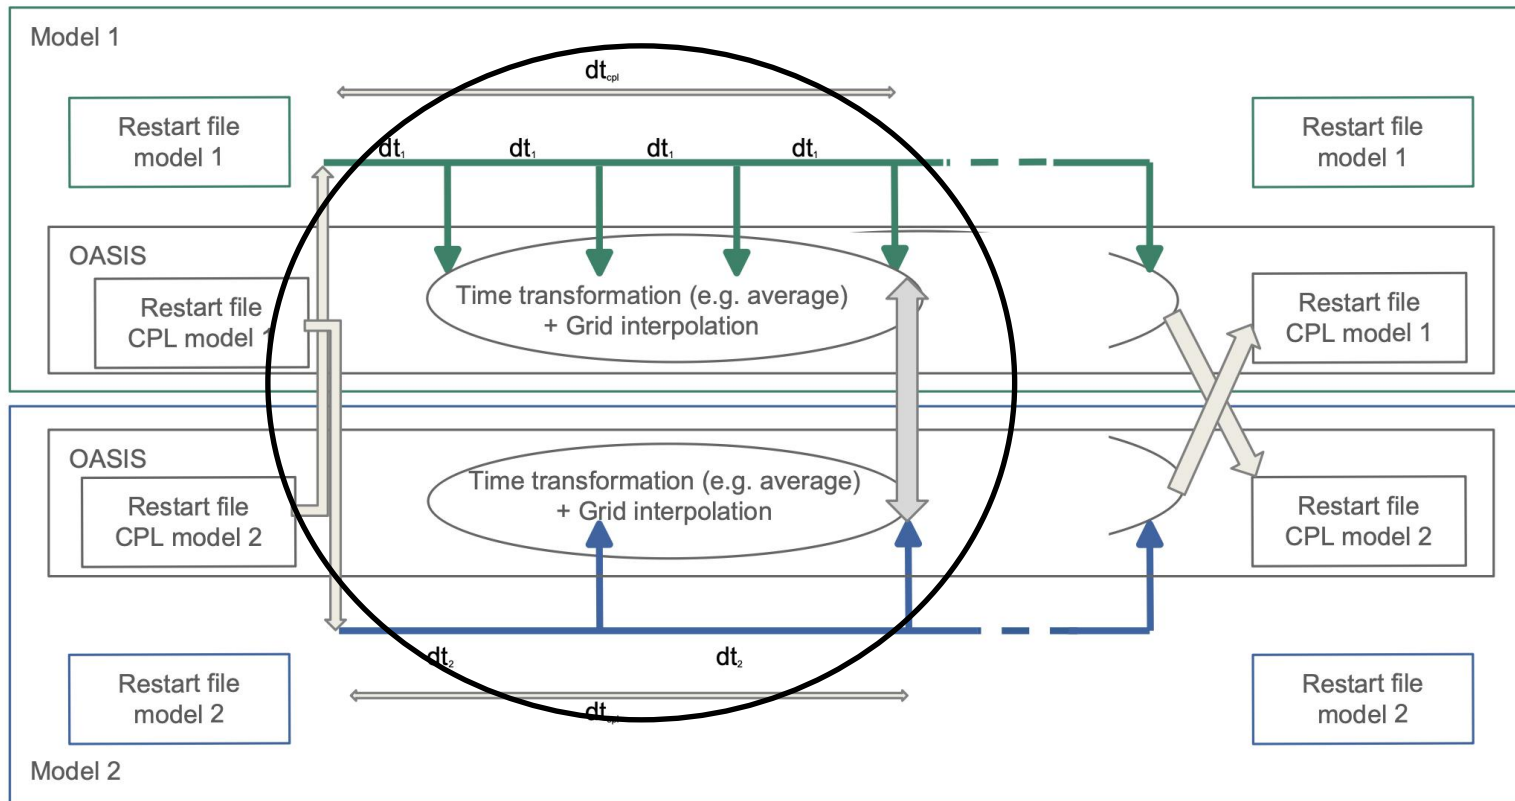 Model 1
dtcpl
Restart file
model 1
dt1
dt1
dt1
dt1
Restart file
model 1
OASIS
Restart file
CPL model 1
Time transformation (e.g. average)
+ Grid interpolation
Restart file
CPL model 1
OASIS
Restart file
CPL model 2
Time transformation (e.g. average)
+ Grid interpolation
Restart file
CPL model 2
dt2
dt2
Restart file
model 2
dtcpl
Restart file
model 2
Model 2